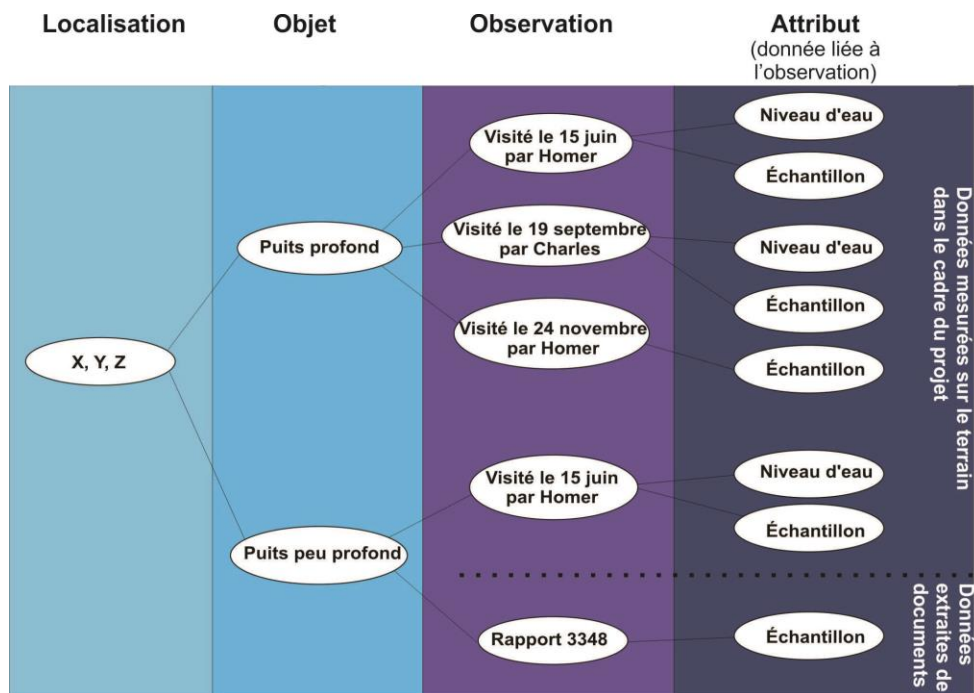 Localisation
Objet
Observation
Attribut
(donnée liée à
l'observation)
X, Y, Z
Puits profond
Puits peu profond
Visité le 15 juin
par Homer
Visité le 19 septembre
par Charles
Visité le 24 novembre
par Homer
Visité le 15 juin
par Homer
Rapport 3348
Niveau d'eau
Échantillon
Niveau d'eau
Échantillon
Échantillon
Niveau d'eau
Échantillon
Échantillon
Données mesurées sur le terrain
dans le cadre du projet
Données
extraites de
documents